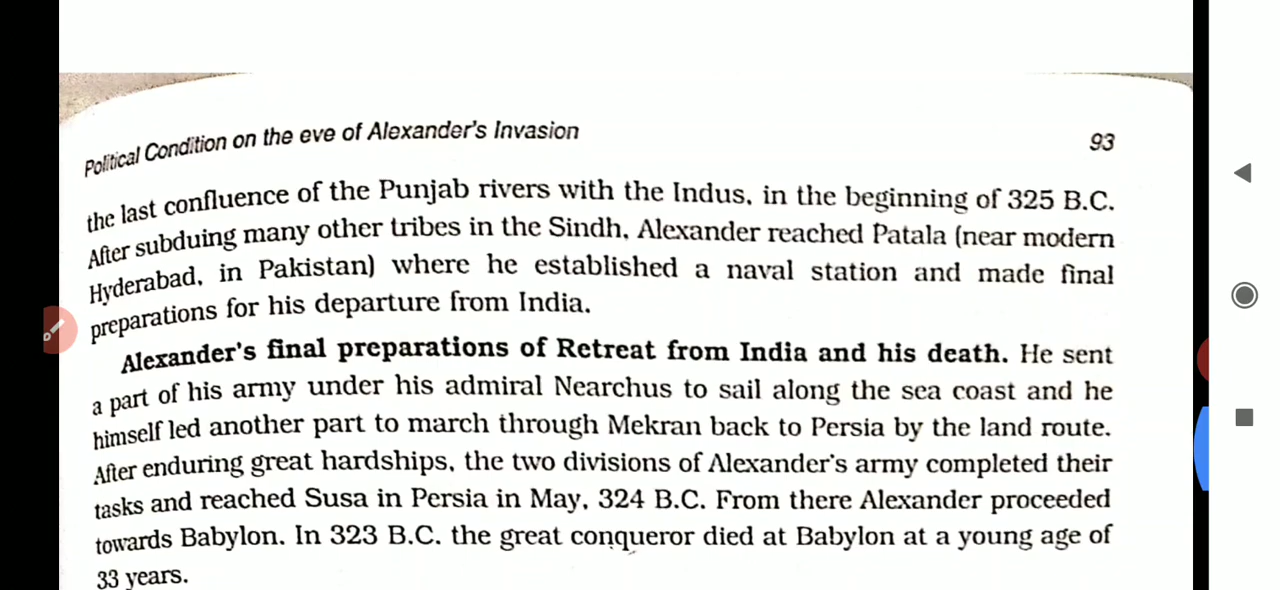 Political Condition on the eve of Alexander's Invasion 93
the last confluence of the Punjab rivers with the Indus, in the beginning of 325 B.C.
After subduing many other tribes in the Sindh, Alexander reached Patala (near modern
Hyderabad, in Pakistan) where he established a naval station and made final
preparations for his departure from India.
Alexander's final preparations of Retreat from India and his death. He sent
a part of his army under his admiral Nearchus to sail along the sea coast and he
himself led another part to march through Mekran back to Persia by the land route.
After enduring great hardships, the two divisions of Alexander's army completed their
tasks and reached Susa in Persia in May, 324 B.C. From there Alexander proceeded
towards Babylon. In 323 B.C. the great conqueror died at Babylon at a young age of
33 years.